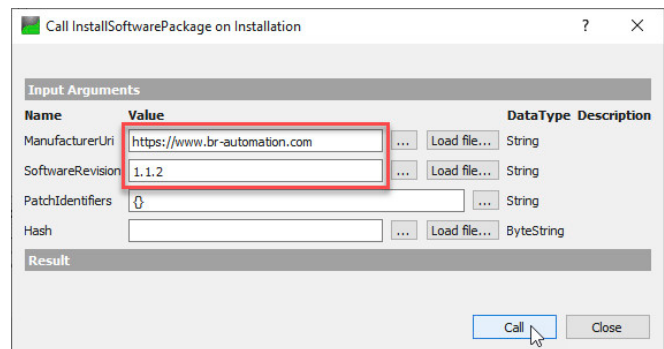 Call InstallSoftwarePackage on Installation ?
Input Arguments
Name Value DataType Description
ManufacturerUri https://www.br-automation.com ... Load file... String
SoftwareRevision 1.1.2 ... Load file... String
PatchIdentifiers {} ... String
Hash ... Load file... ByteString
Result
Call Close